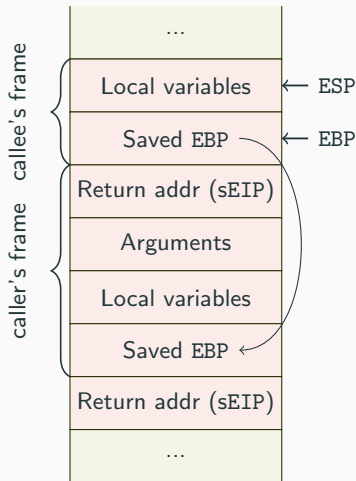 ...
Local variables
ESP
Saved EBP
EBP
callee's frame
Return addr (sEIP)
Arguments
Local variables
Saved EBP
caller's frame
Return addr (sEIP)
...